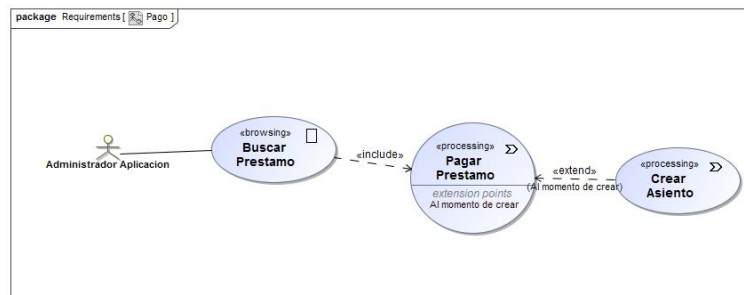 package Requirements [ Pago ]
Administrador Aplicacion
«browsing»
Buscar
Prestamo
«include»
«processing»
Pagar
Prestamo
extension points
Al momento de crear
«extend»
(Al momento de crear)
«processing»
Crear
Asiento